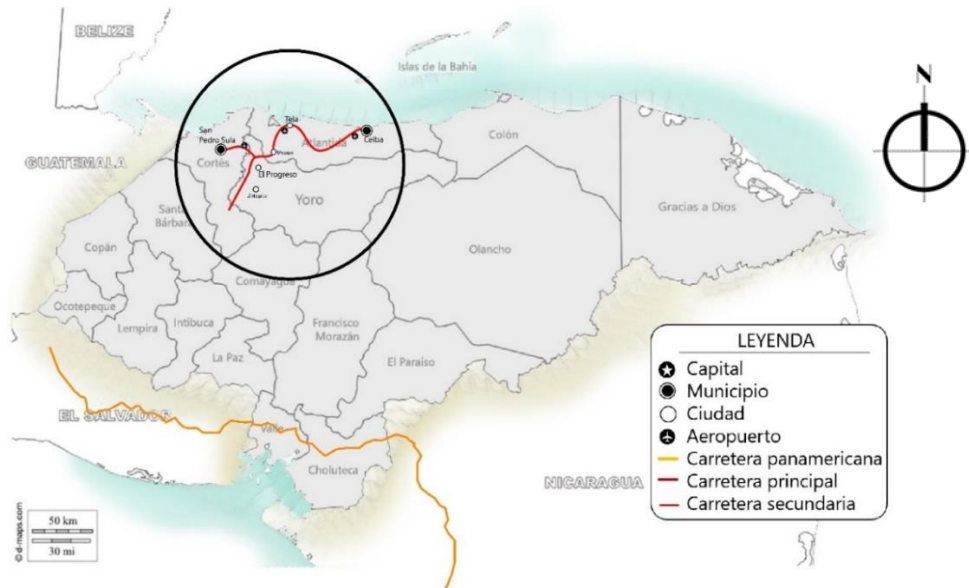 BELIZE
Islas de la Bahía
N
Tela
San
Pedro Sula
Atlántida
Ceiba
Colón
GUATEMALA
Cortés
El Progreso
Yoro
Gracias a Dios
Santa
Bárbara
Copán
Olancho
Comayagua
Ocotepeque
Lempira
Intibuca
Francisco
Morazán
La Paz
El Paraíso
EL SALVADOR
Valle
Choluteca
NICARAGUA
LEYENDA
Capital
Municipio
Ciudad
Aeropuerto
Carretera panamericana
Carretera principal
Carretera secundaria
50 km
30 mi
© d-maps.com